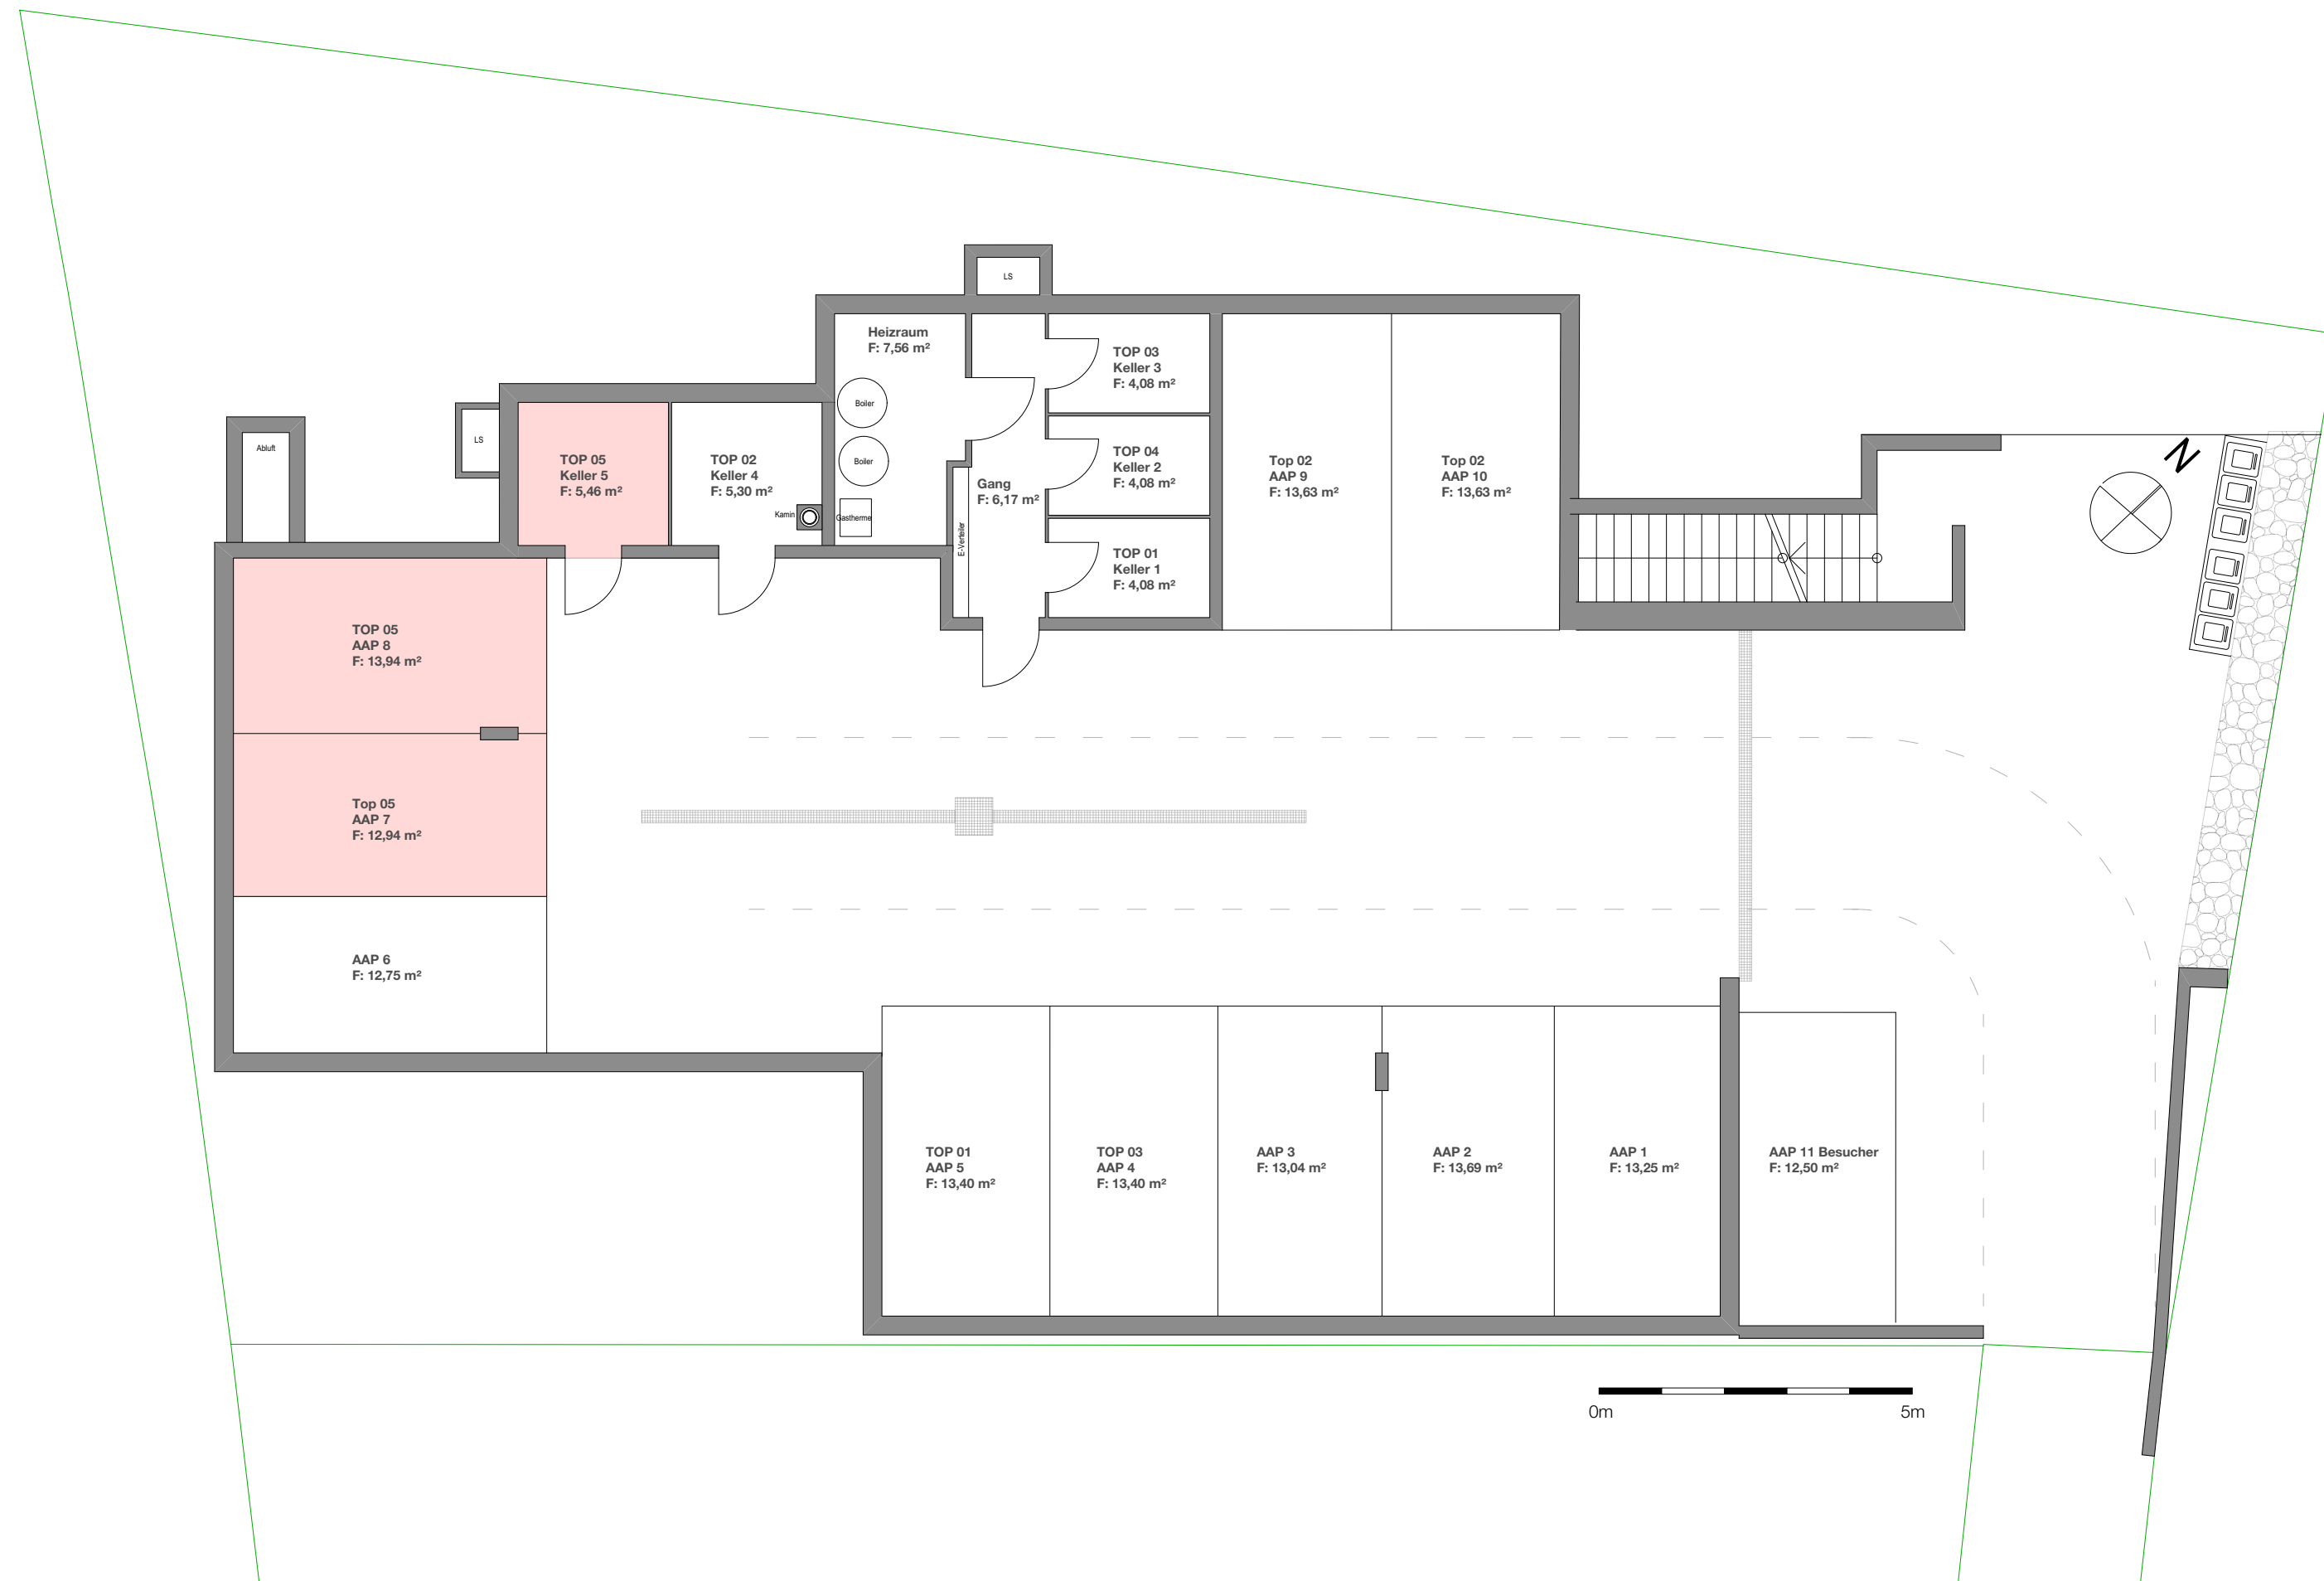 LS
Heizraum
F: 7,56 m²
TOP 03
Keller 3
F: 4,08 m²
Boiler
Abluft
LS
TOP 05
Keller 5
F: 5,46 m²
TOP 02
Keller 4
F: 5,30 m²
Kamin
Boiler
Gastherme
E-Verteiler
Gang
F: 6,17 m²
TOP 04
Keller 2
F: 4,08 m²
TOP 01
Keller 1
F: 4,08 m²
Top 02
AAP 9
F: 13,63 m²
Top 02
AAP 10
F: 13,63 m²
N
TOP 05
AAP 8
F: 13,94 m²
Top 05
AAP 7
F: 12,94 m²
AAP 6
F: 12,75 m²
TOP 01
AAP 5
F: 13,40 m²
TOP 03
AAP 4
F: 13,40 m²
AAP 3
F: 13,04 m²
AAP 2
F: 13,69 m²
AAP 1
F: 13,25 m²
AAP 11 Besucher
F: 12,50 m²
0m
5m